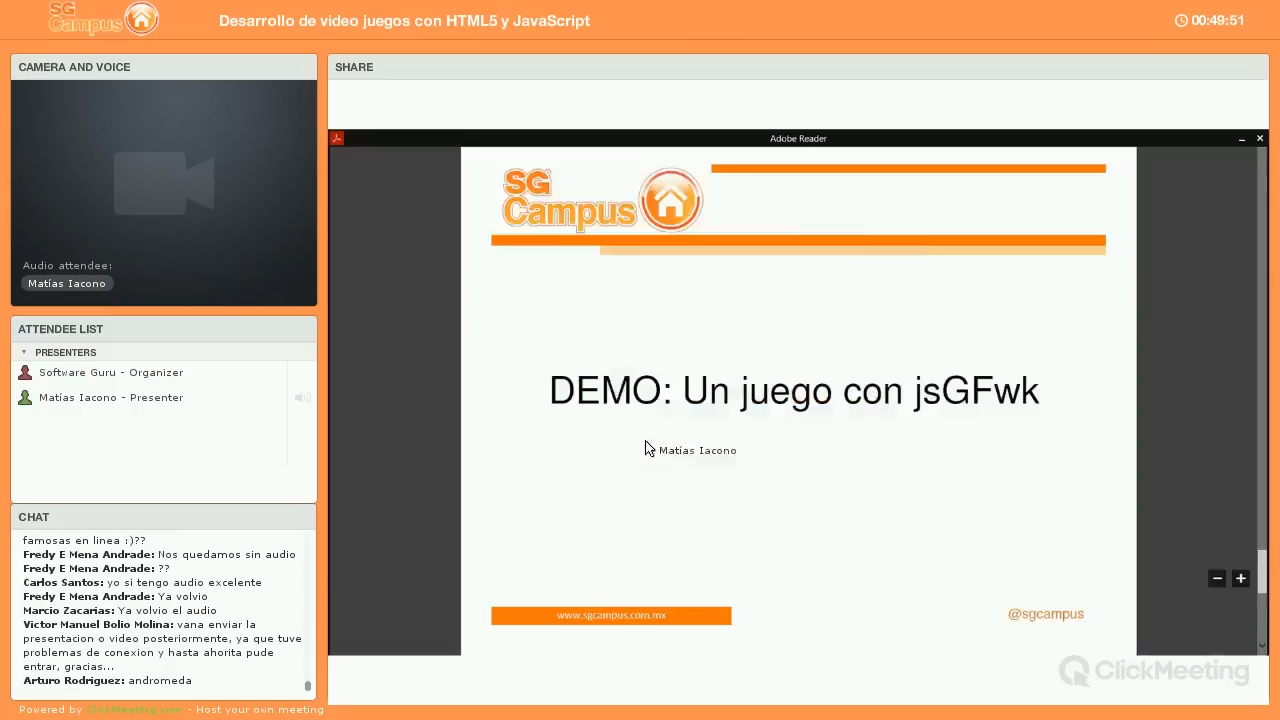 SG Campus
Desarrollo de video juegos con HTML5 y JavaScript
00:49:51
CAMERA AND VOICE
Audio attendee:
Matías Iacono
ATTENDEE LIST
PRESENTERS
Software Guru - Organizer
Matías Iacono - Presenter
CHAT
famosas en linea :)??
Fredy E Mena Andrade: Nos quedamos sin audio
Fredy E Mena Andrade: ??
Carlos Santos: yo si tengo audio excelente
Fredy E Mena Andrade: Ya volvio
Marcio Zacarias: Ya volvio el audio
Victor Manuel Bolio Molina: vana enviar la
presentacion o video posteriormente, ya que tuve
problemas de conexion y hasta ahorita pude
entrar, gracias...
Arturo Rodriguez: andromeda
Powered by ClickMeeting.com - Host your own meeting
SHARE
Adobe Reader
SG
Campus
DEMO: Un juego con jsGFwk
Matías Iacono
www.sgcampus.com.mx
@sgcampus
ClickMeeting